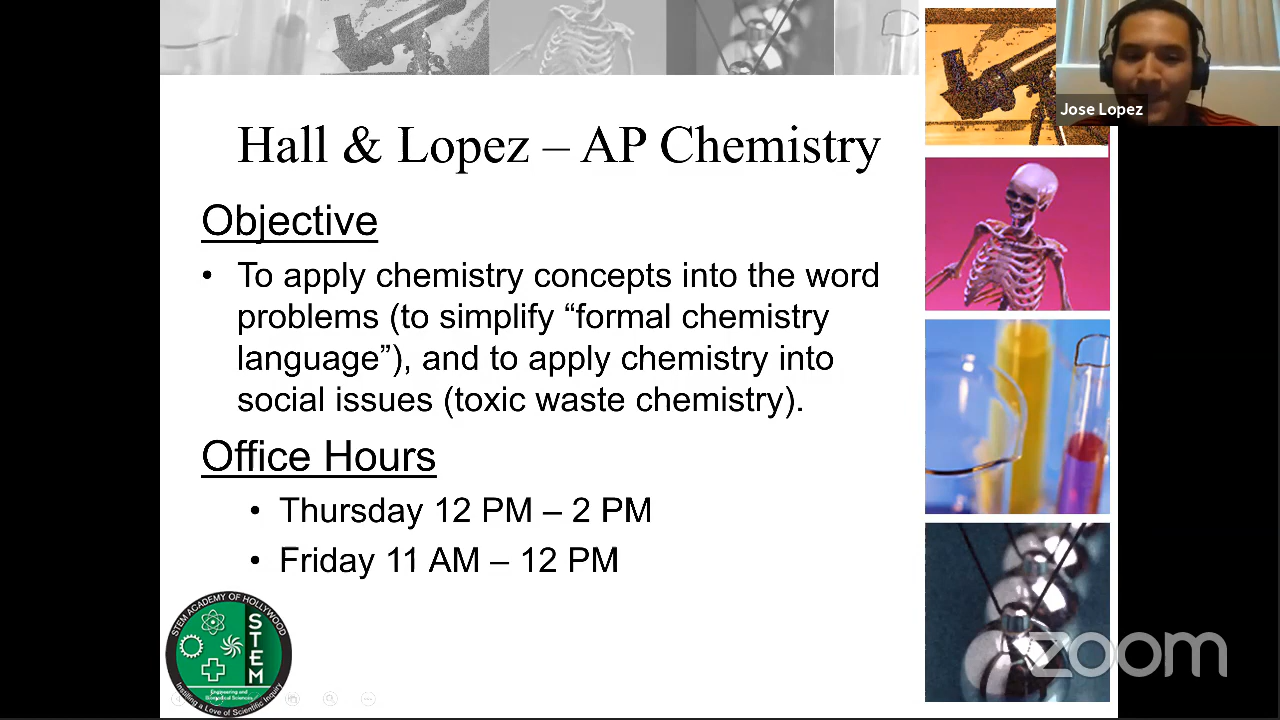 Jose Lopez
Hall & Lopez – AP Chemistry
Objective
• To apply chemistry concepts into the word
problems (to simplify “formal chemistry
language”), and to apply chemistry into
social issues (toxic waste chemistry).
Office Hours
• Thursday 12 PM – 2 PM
• Friday 11 AM – 12 PM
STEM ACADEMY OF HOLLYWOOD
STEM
Engineering and
Biomedical Sciences
Instilling a Love of Scientific Inquiry
zoom